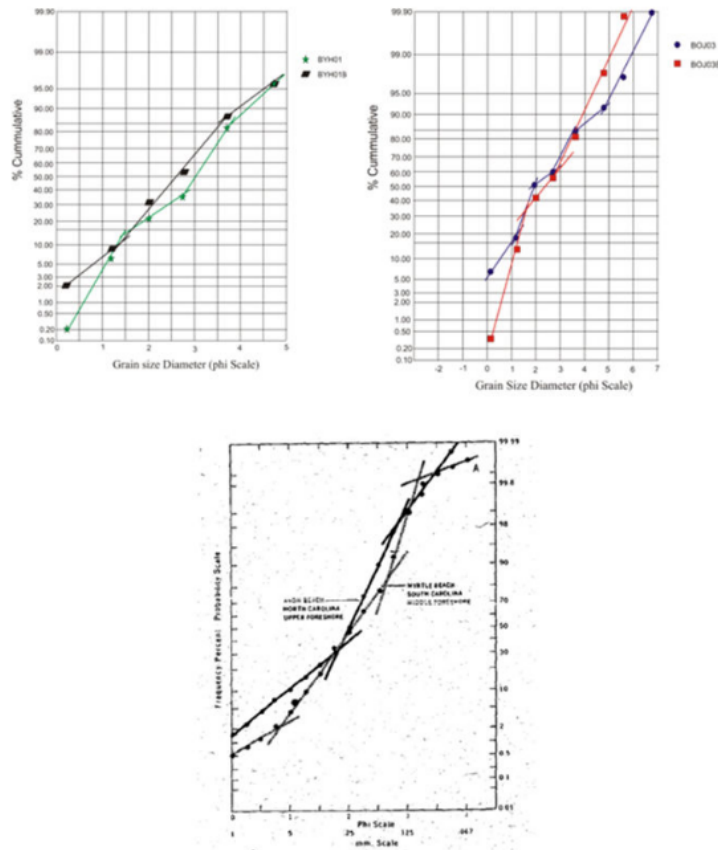 99.90
99.00
95.00
90.00
80.00
70.00
60.00
50.00
40.00
30.00
20.00
10.00
5.00
3.00
2.00
1.00
0.50
0.20
0.10
% Cummulative
0 1 2 3 4 5
Grain size Diameter (phi Scale)
BYH01
99.90
99.00
95.00
90.00
80.00
70.00
60.00
50.00
40.00
30.00
20.00
10.00
5.00
3.00
2.00
1.00
0.50
0.20
0.10
% Cummulative
-2 -1 0 1 2 3 4 5 6 7
Grain Size Diameter (phi Scale)
BOJ03
Frequency Percent Probability Scale
BEACH
NORTH CAROLINA
UPPER FORESHORE
MYRTLE BEACH
SOUTH CAROLINA
MIDDLE FORESHORE
A
99.99
99.8
98
90
70
50
30
10
2
0.5
0.1
0.01
0 1 2 3
Phi Scale
1 .5 .25 .125 .067
mm. Scale